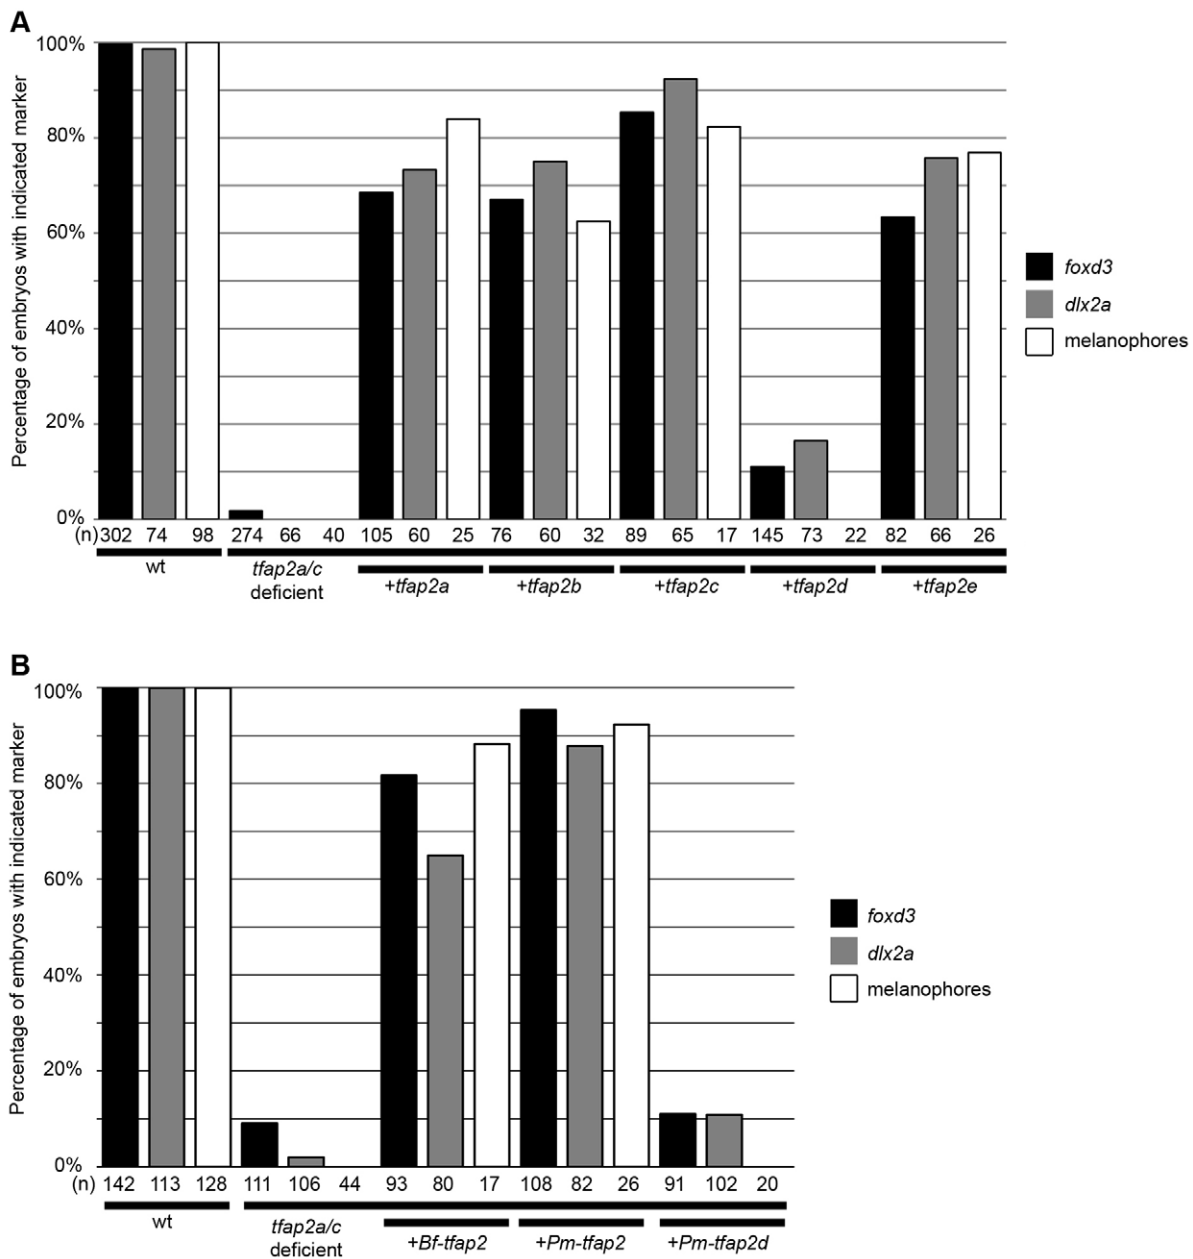 A
Percentage of embryos with indicated marker
100%
80%
60%
40%
20%
0%
foxd3
dlx2a
melanophores
(n) 302 74 98 274 66 40 105 60 25 76 60 32 89 65 17 145 73 22 82 66 26
wt
tfap2a/c
deficient
+tfap2a +tfap2b +tfap2c +tfap2d +tfap2e
B
Percentage of embryos with indicated marker
100%
80%
60%
40%
20%
0%
foxd3
dlx2a
melanophores
(n) 142 113 128 111 106 44 93 80 17 108 82 26 91 102 20
wt
tfap2a/c
deficient
+Bf-tfap2 +Pm-tfap2 +Pm-tfap2d